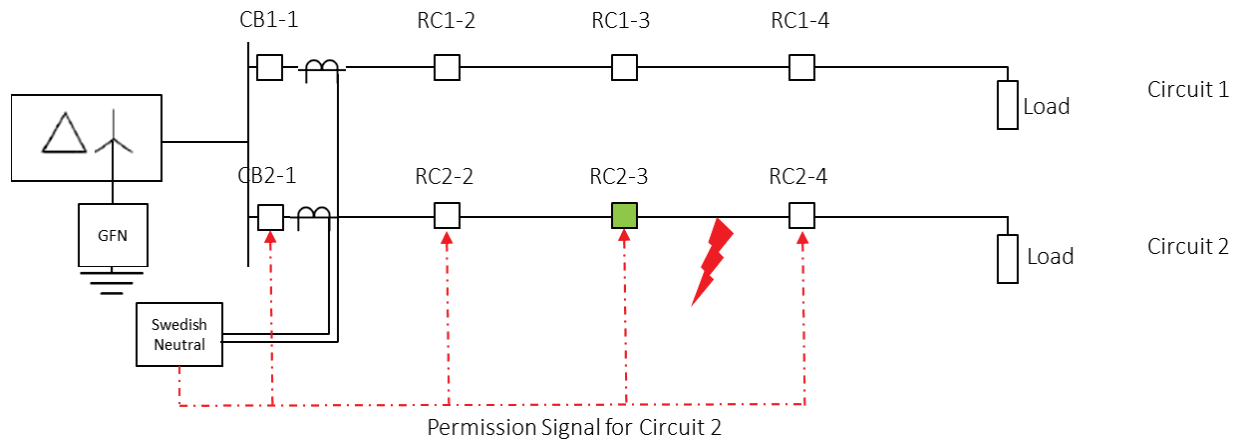 CB1-1
RC1-2
RC1-3
RC1-4
Load
Circuit 1
GFN
CB2-1
RC2-2
RC2-3
RC2-4
Load
Circuit 2
Swedish
Neutral
Permission Signal for Circuit 2